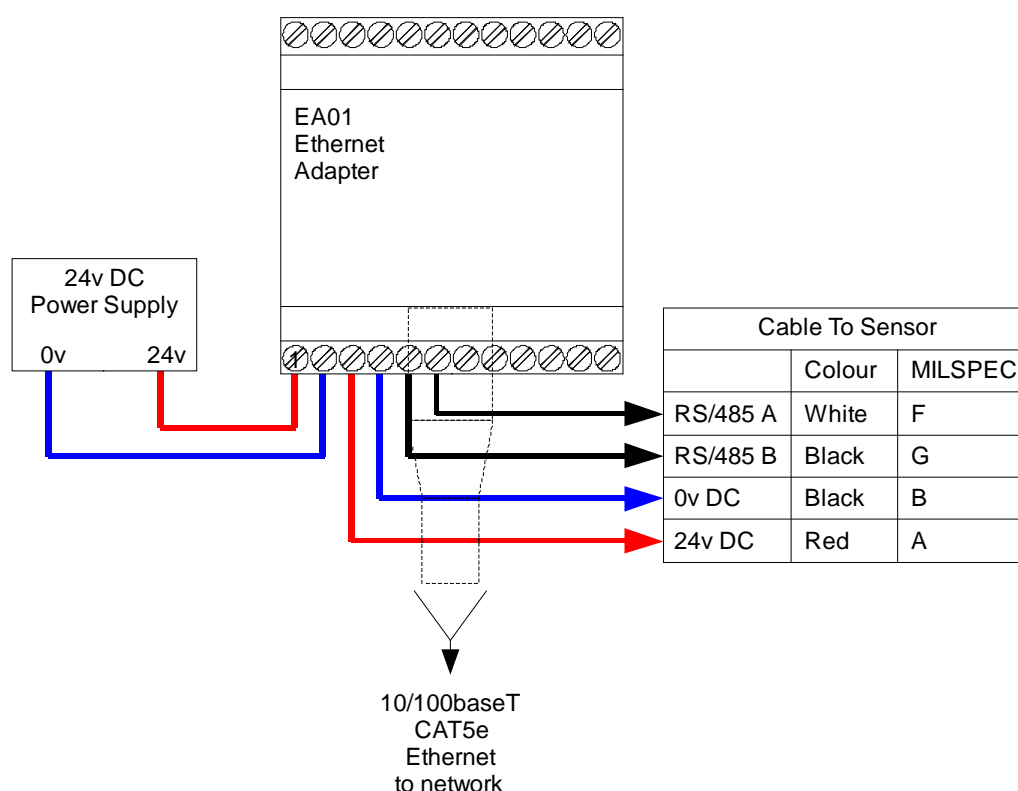 EA01
Ethernet
Adapter
24v DC
Power Supply
0v 24v
1
Cable To Sensor
Colour MILSPEC
RS/485 A White F
RS/485 B Black G
0v DC Black B
24v DC Red A
10/100baseT
CAT5e
Ethernet
to network